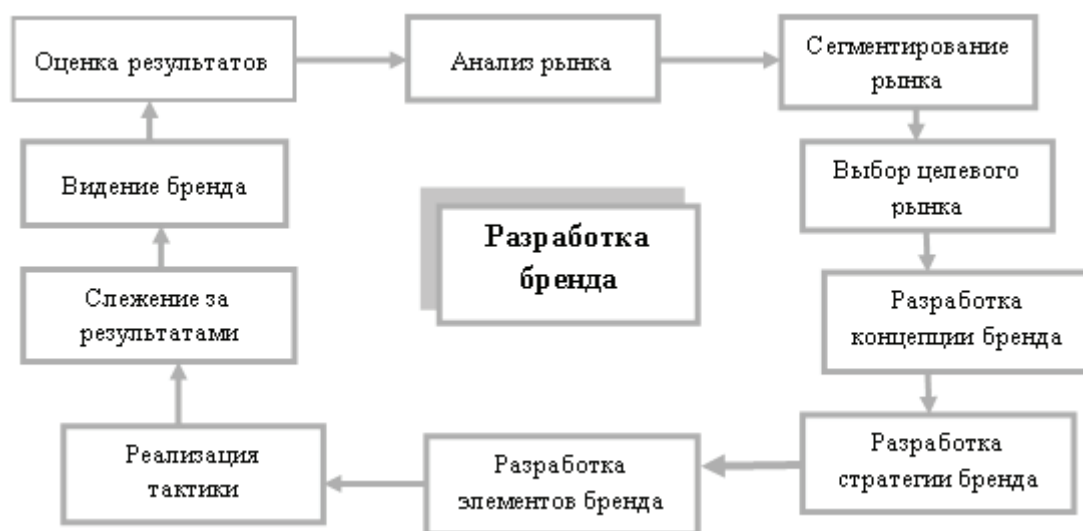 Оценка результатов
Анализ рынка
Сегментирование
рынка
Видение бренда
Выбор целевого
рынка
Разработка
бренда
Слежение за
результатами
Разработка
концепции бренда
Реализация
тактики
Разработка
элементов бренда
Разработка
стратегии бренда